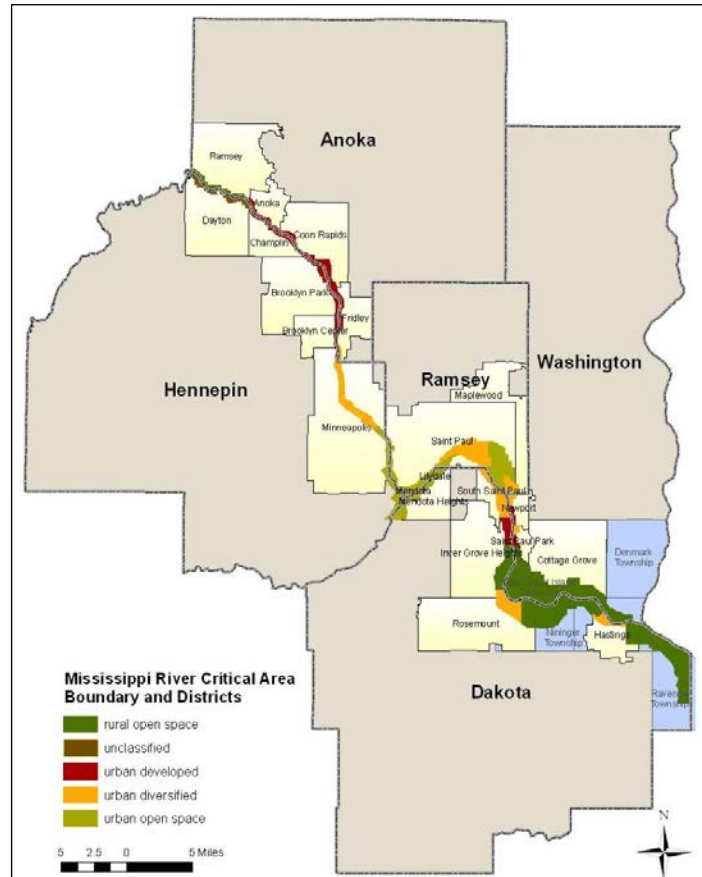 Anoka
Ramsey
Anoka
Dayton
Coon Rapids
Champlin
Brooklyn Park
Fridley
Brooklyn Center
Washington
Ramsey
Hennepin
Maplewood
Minneapolis
Saint Paul
Lilydale
Mendota
South Saint Paul
Mendota Heights
Newport
Saint Paul Park
Inver Grove Heights
Cottage Grove
Denmark
Township
Rosemount
Nininger
Township
Hastings
Dakota
Ravenna
Township
Mississippi River Critical Area
Boundary and Districts
rural open space
unclassified
urban developed
urban diversified
urban open space
5 2.5 0 5 Miles
N